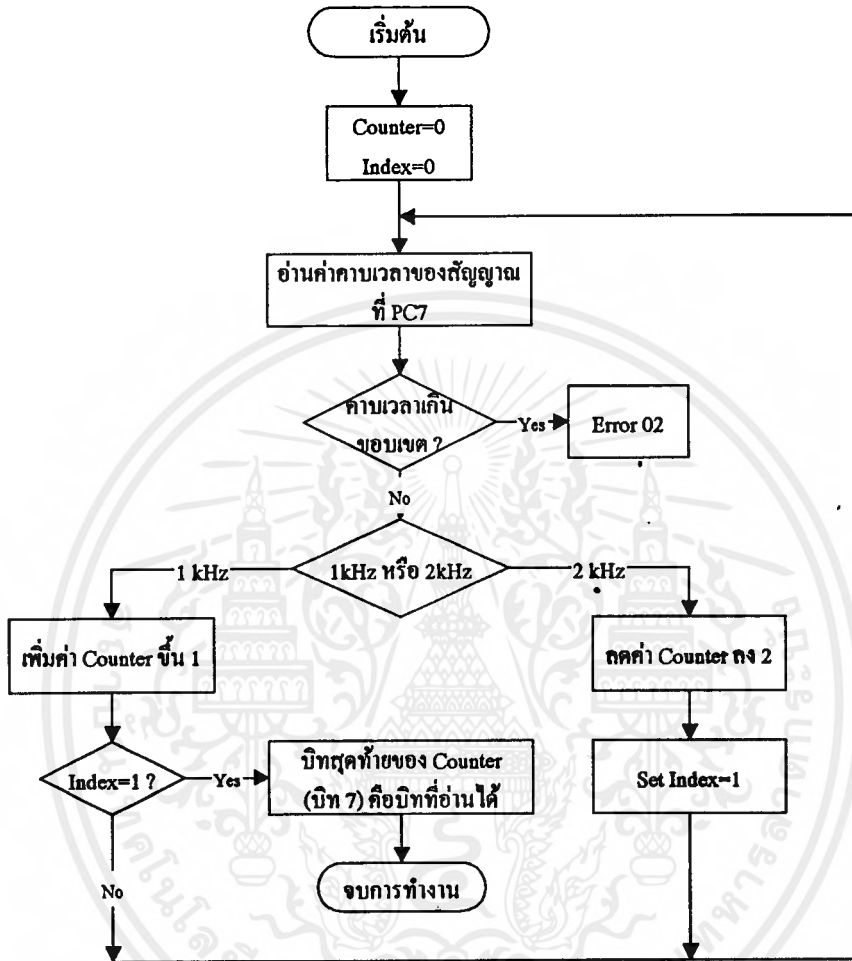 เริ่มต้น
Counter=0
Index=0
อ่านค่าคาบเวลาของสัญญาณ
ที่ PC7
คาบเวลาเกิน
ขอบเขต ?
Yes
Error 02
No
1 kHz
1kHz หรือ 2kHz
2 kHz
เพิ่มค่า Counter ขึ้น 1
ลดค่า Counter ลง 2
Index=1 ?
Yes
บิทสุดท้ายของ Counter
(บิท 7) คือบิทที่อ่านได้
Set Index=1
No
จบการทำงาน